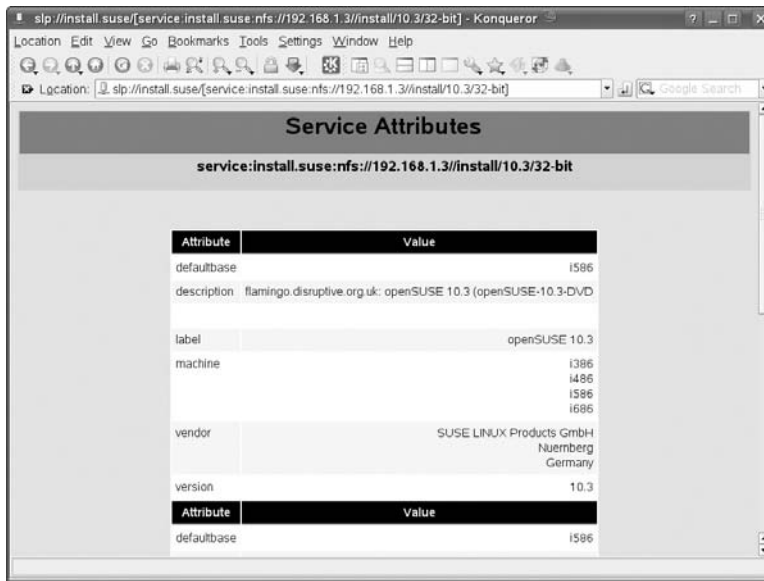 slp://install.suse/[service:install.suse:nfs://192.168.1.3//install/10.3/32-bit] - Konqueror
Location Edit View Go Bookmarks Tools Settings Window Help
Location: slp://install.suse/[service:install.suse:nfs://192.168.1.3//install/10.3/32-bit] Google Search
Service Attributes
service:install.suse:nfs://192.168.1.3//install/10.3/32-bit
Attribute Value
defaultbase i586
description flamingo.disruptive.org.uk: openSUSE 10.3 (openSUSE-10.3-DVD
label openSUSE 10.3
machine i386
i486
i586
i686
vendor SUSE LINUX Products GmbH
Nuernberg
Germany
version 10.3
Attribute Value
defaultbase i586